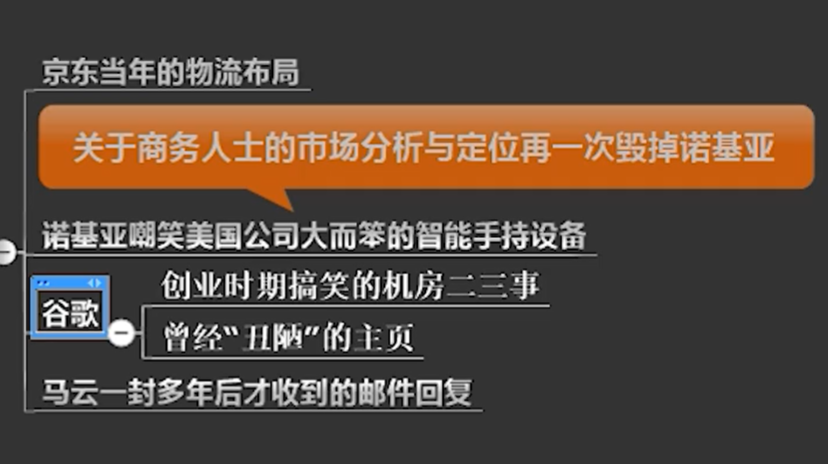 京东当年的物流布局
关于商务人士的市场分析与定位再一次毁掉诺基亚
诺基亚嘲笑美国公司大而笨的智能手持设备
谷歌
创业时期搞笑的机房二三事
曾经“丑陋”的主页
马云一封多年后才收到的邮件回复